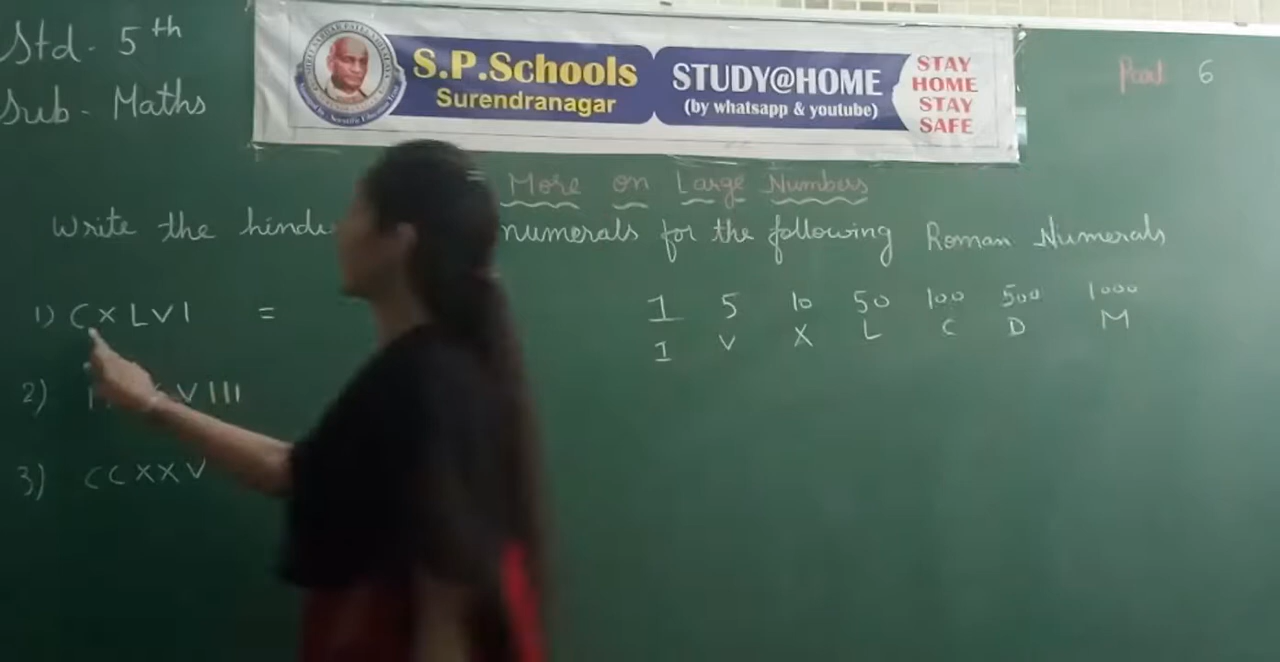 Std - 5th
Sub - Maths
S.P.Schools
Surendranagar
STUDY@HOME
(by whatsapp & youtube)
STAY
HOME
STAY
SAFE
6
More on Large Numbers
Write the numerals for the following Roman Numerals
1) CXLVI =
1 5 10 50 100 500 1000
1 V X L C D M
2) VIII
3) CCXXV